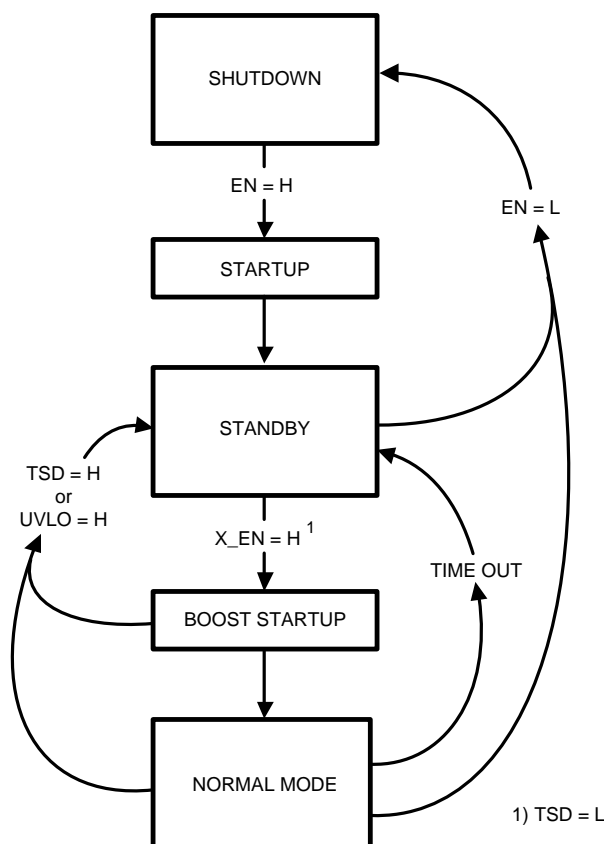 SHUTDOWN
EN = H
EN = L
STARTUP
STANDBY
TSD = H
or
UVLO = H
X_EN = H 1
TIME OUT
BOOST STARTUP
NORMAL MODE
1) TSD = L